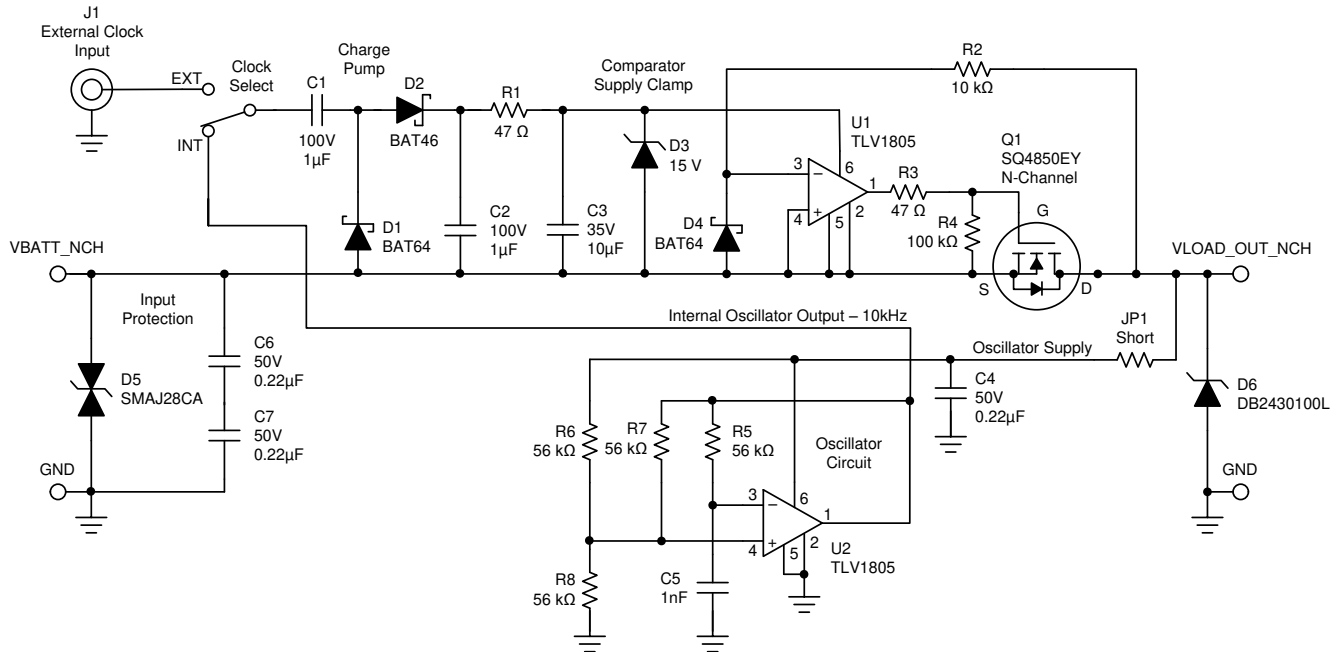 J1
External Clock
Input
EXT
Clock
Select
INT
C1
100V
1µF
Charge
Pump
D2
BAT46
R1
47 Ω
D1
BAT64
C2
100V
1µF
C3
35V
10µF
Comparator
Supply Clamp
D3
15 V
R2
10 kΩ
U1
TLV1805
3
−
6
+
4
5
2
1
D4
BAT64
R3
47 Ω
R4
100 kΩ
Q1
SQ4850EY
N-Channel
G
S
D
VBATT_NCH
VLOAD_OUT_NCH
Input
Protection
D5
SMAJ28CA
C6
50V
0.22µF
C7
50V
0.22µF
GND
Internal Oscillator Output – 10kHz
Oscillator Supply
JP1
Short
C4
50V
0.22µF
D6
DB2430100L
GND
R6
56 kΩ
R7
56 kΩ
R5
56 kΩ
Oscillator
Circuit
3
−
6
+
4
5
2
1
U2
TLV1805
R8
56 kΩ
C5
1nF